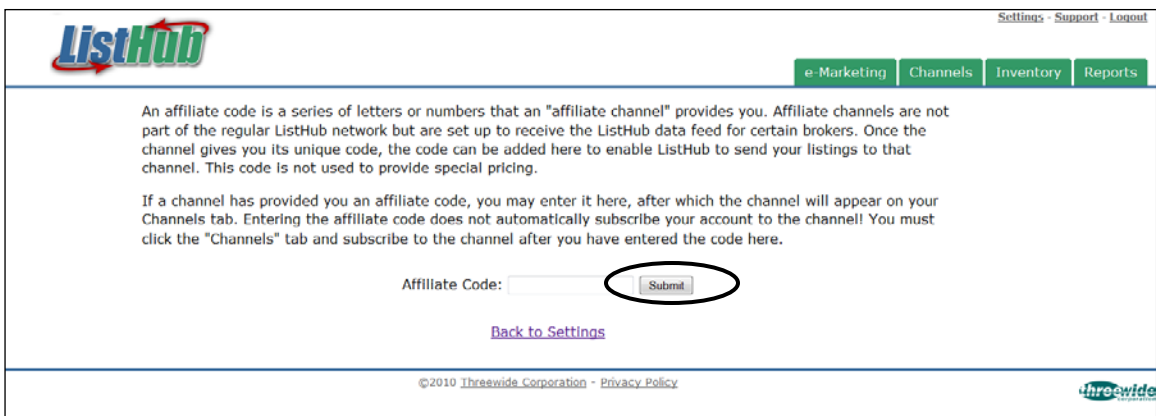 Settings - Support - Logout
ListHub
e-Marketing Channels Inventory Reports
An affiliate code is a series of letters or numbers that an "affiliate channel" provides you. Affiliate channels are not
part of the regular ListHub network but are set up to receive the ListHub data feed for certain brokers. Once the
channel gives you its unique code, the code can be added here to enable ListHub to send your listings to that
channel. This code is not used to provide special pricing.
If a channel has provided you an affiliate code, you may enter it here, after which the channel will appear on your
Channels tab. Entering the affiliate code does not automatically subscribe your account to the channel! You must
click the "Channels" tab and subscribe to the channel after you have entered the code here.
Affiliate Code: Submit
Back to Settings
©2010 Threewide Corporation - Privacy Policy
threewide
corporation